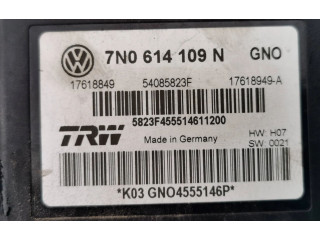 7N0 614 109 N GNO
17618849 54085823F 17618949-A
5823F455514611200
TRW Made in Germany HW: H07
SW: 0021
*K03 GNO4555146P*